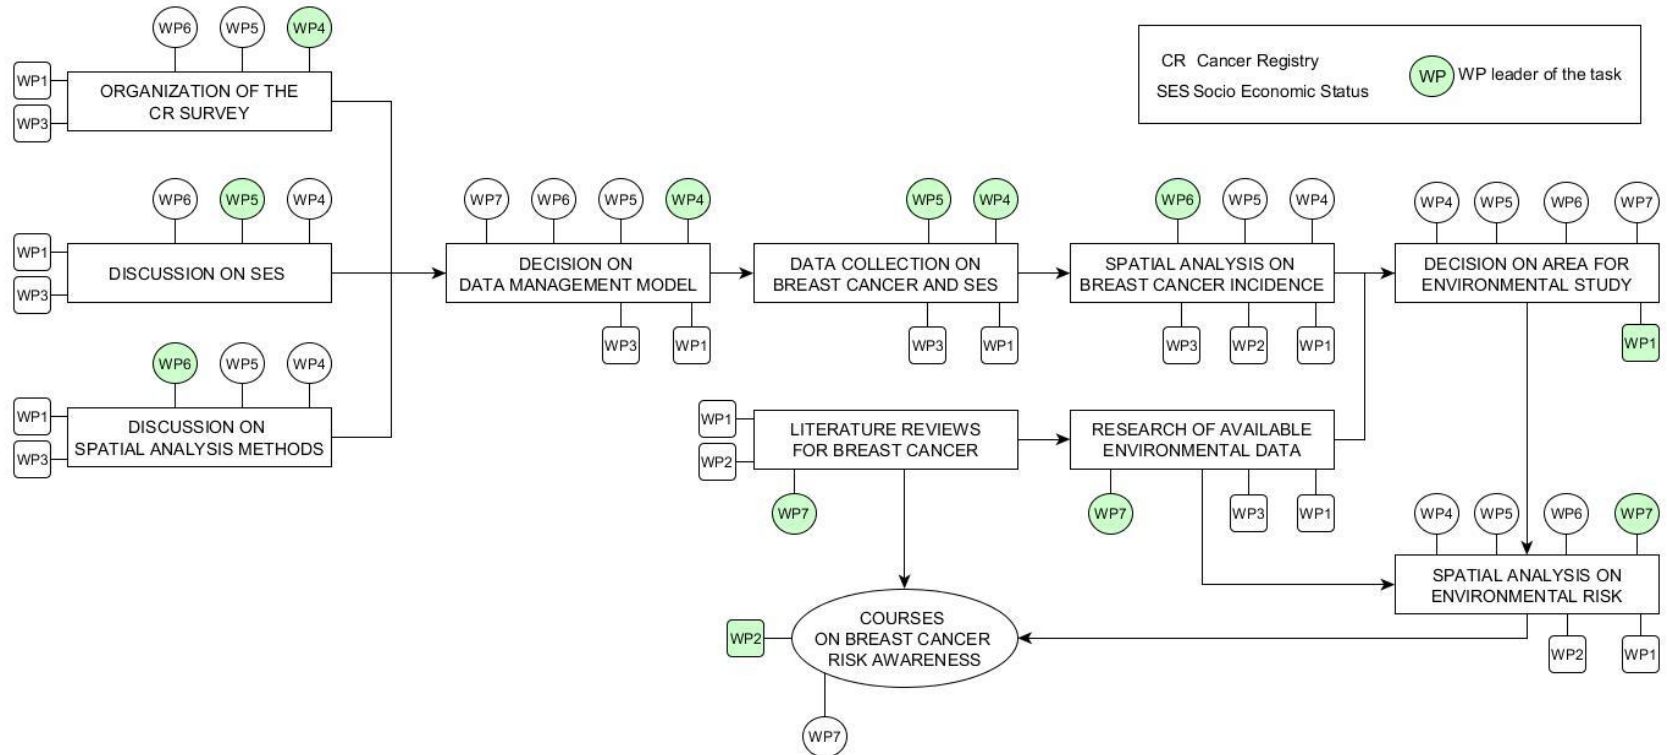 WP6
WP5
WP4
WP1
WP3
ORGANIZATION OF THE
CR SURVEY
CR Cancer Registry
SES Socio Economic Status
WP
WP leader of the task
WP6
WP5
WP4
WP1
WP3
DISCUSSION ON SES
WP7
WP6
WP5
WP4
DECISION ON
DATA MANAGEMENT MODEL
WP3
WP1
WP5
WP4
DATA COLLECTION ON
BREAST CANCER AND SES
WP3
WP1
WP6
WP5
WP4
SPATIAL ANALYSIS ON
BREAST CANCER INCIDENCE
WP3
WP2
WP1
WP4
WP5
WP6
WP7
DECISION ON AREA FOR
ENVIRONMENTAL STUDY
WP1
WP6
WP5
WP4
WP1
WP3
DISCUSSION ON
SPATIAL ANALYSIS METHODS
WP1
WP2
LITERATURE REVIEWS
FOR BREAST CANCER
WP7
RESEARCH OF AVAILABLE
ENVIRONMENTAL DATA
WP7
WP3
WP1
WP4
WP5
WP6
WP7
SPATIAL ANALYSIS ON
ENVIRONMENTAL RISK
WP2
WP1
WP2
COURSES
ON BREAST CANCER
RISK AWARENESS
WP7